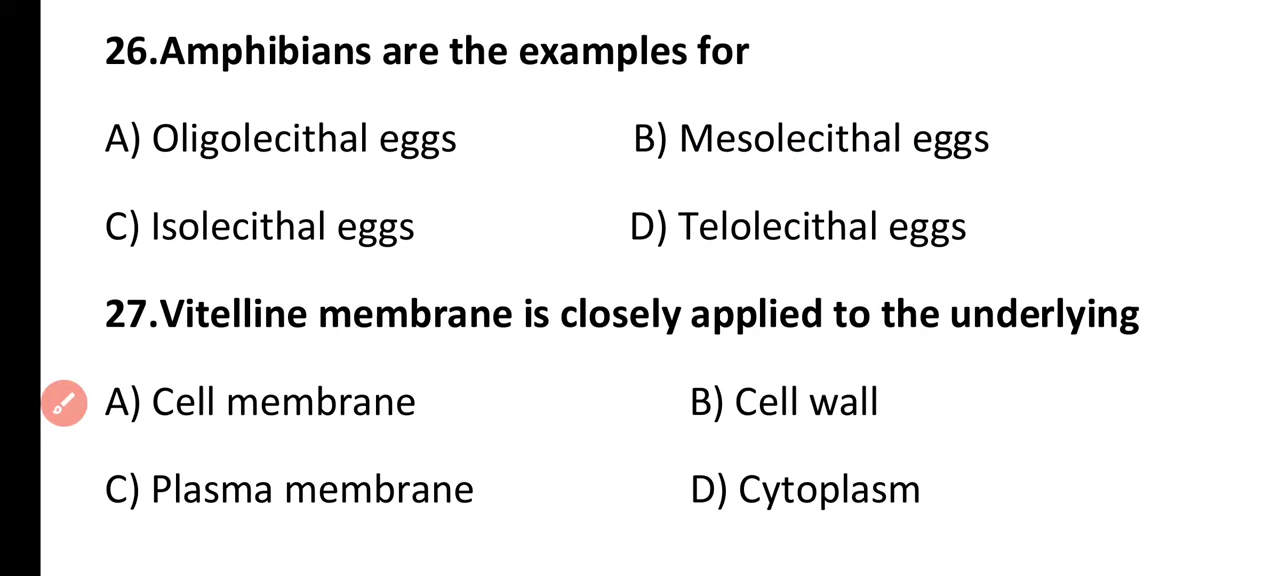 26.Amphibians are the examples for
A) Oligolecithal eggs B) Mesolecithal eggs
C) Isolecithal eggs D) Telolecithal eggs
27.Vitelline membrane is closely applied to the underlying
A) Cell membrane B) Cell wall
C) Plasma membrane D) Cytoplasm